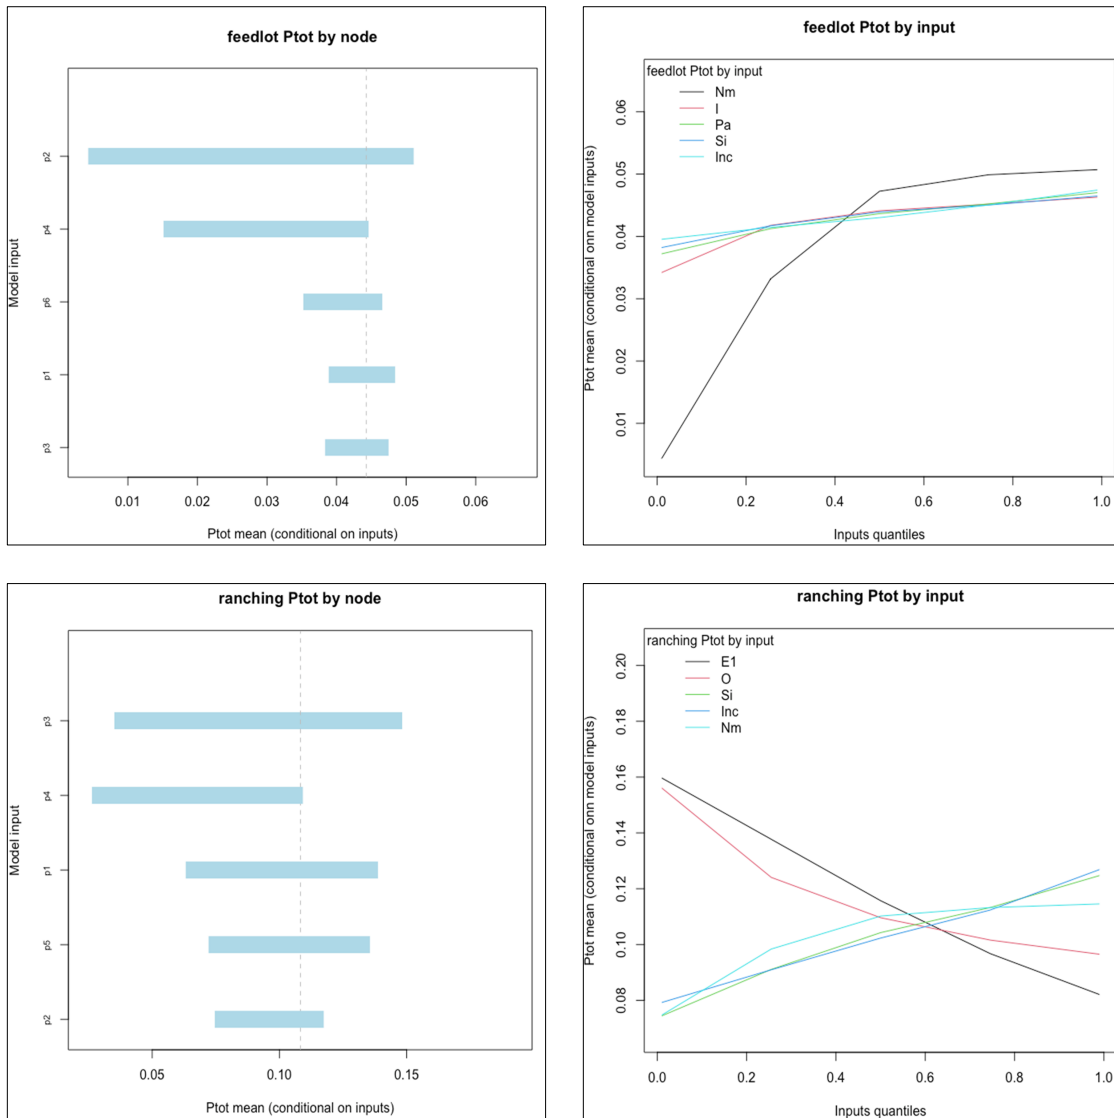 feedlot Ptot by node
Model input
p2
p4
p6
p1
p3
0.01 0.02 0.03 0.04 0.05 0.06
Ptot mean (conditional on inputs)
feedlot Ptot by input
Ptot mean (conditional onn model inputs)
0.06
0.05
0.04
0.03
0.02
0.01
feedlot Ptot by input
Nm
I
Pa
Si
Inc
0.0 0.2 0.4 0.6 0.8 1.0
Inputs quantiles
ranching Ptot by node
Model input
p3
p4
p1
p5
p2
0.05 0.10 0.15
Ptot mean (conditional on inputs)
ranching Ptot by input
Ptot mean (conditional onn model inputs)
0.20
0.18
0.16
0.14
0.12
0.10
0.08
ranching Ptot by input
E1
O
Si
Inc
Nm
0.0 0.2 0.4 0.6 0.8 1.0
Inputs quantiles